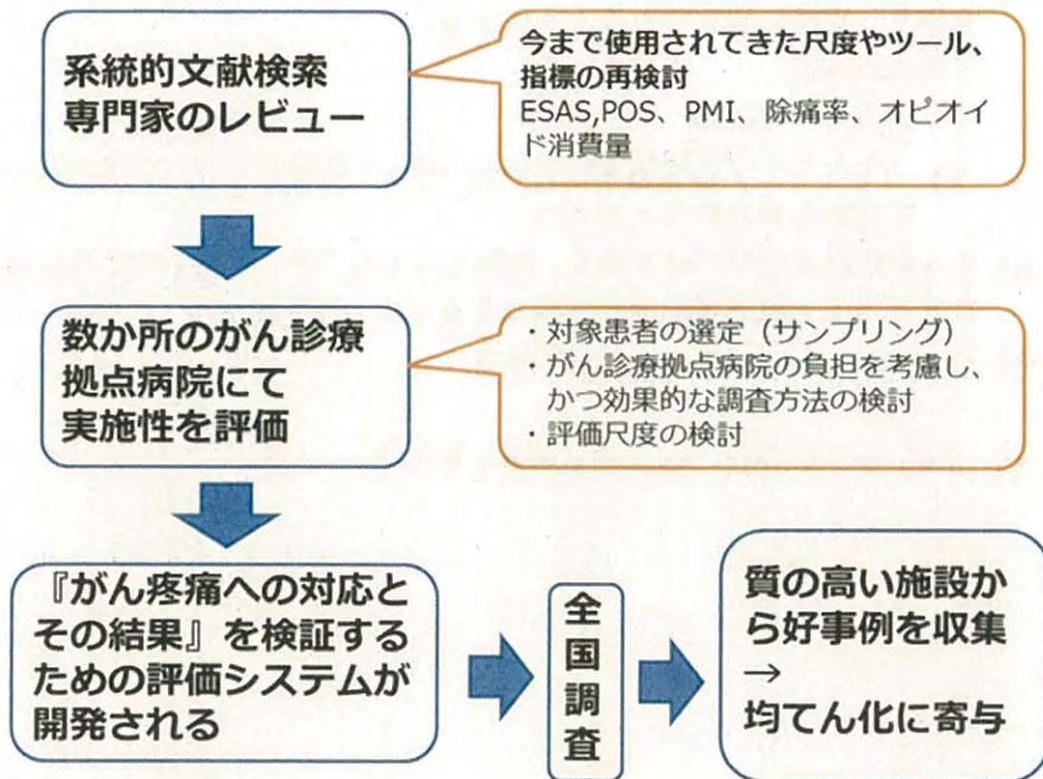 系統的文献検索
専門家のレビュー
今まで使用されてきた尺度やツール、
指標の再検討
ESAS,POS、PMI、除痛率、オピオイ
ド消費量
数か所のがん診療
拠点病院にて
実施性を評価
・対象患者の選定（サンプリング）
・がん診療拠点病院の負担を考慮し、
かつ効果的な調査方法の検討
・評価尺度の検討
『がん疼痛への対応と
その結果』を検証する
ための評価システムが
開発される
全
国
調
査
質の高い施設か
ら好事例を収集
→
均てん化に寄与